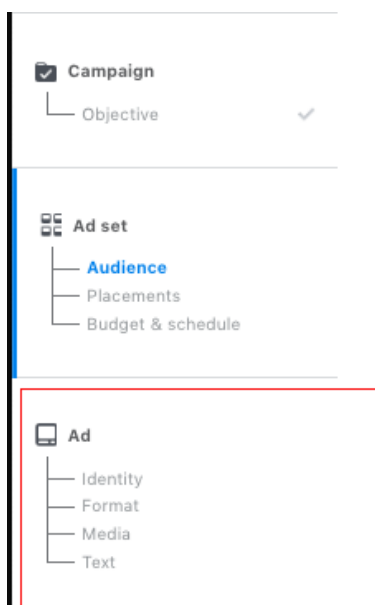 Campaign
Objective
Ad set
Audience
Placements
Budget & schedule
Ad
Identity
Format
Media
Text